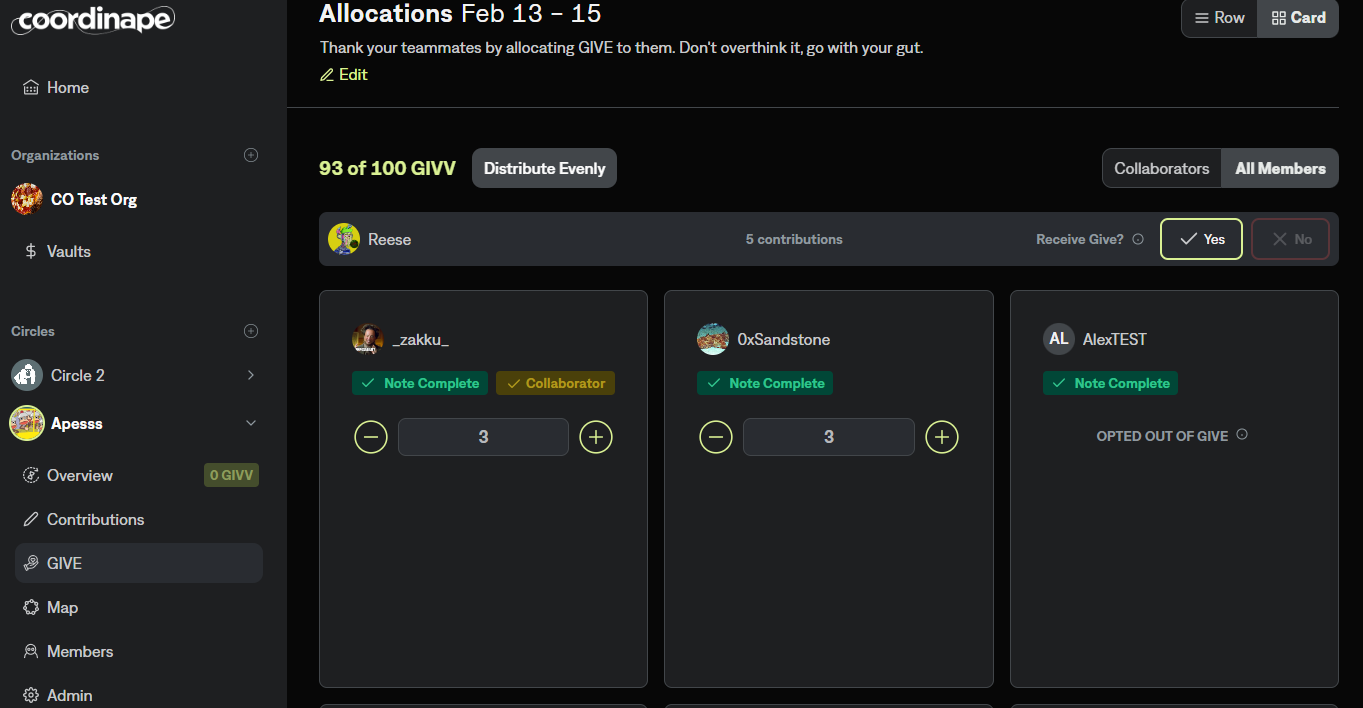 coordinape
Home
Organizations
CO Test Org
Vaults
Circles
Circle 2
Apesss
Overview
0 GIVV
Contributions
GIVE
Map
Members
Admin
Allocations Feb 13 – 15
Row
Card
Thank your teammates by allocating GIVE to them. Don't overthink it, go with your gut.
Edit
93 of 100 GIVV
Distribute Evenly
Collaborators
All Members
Reese
5 contributions
Receive Give?
Yes
No
_zakku_
Note Complete
Collaborator
3
0xSandstone
Note Complete
3
AL
AlexTEST
Note Complete
OPTED OUT OF GIVE